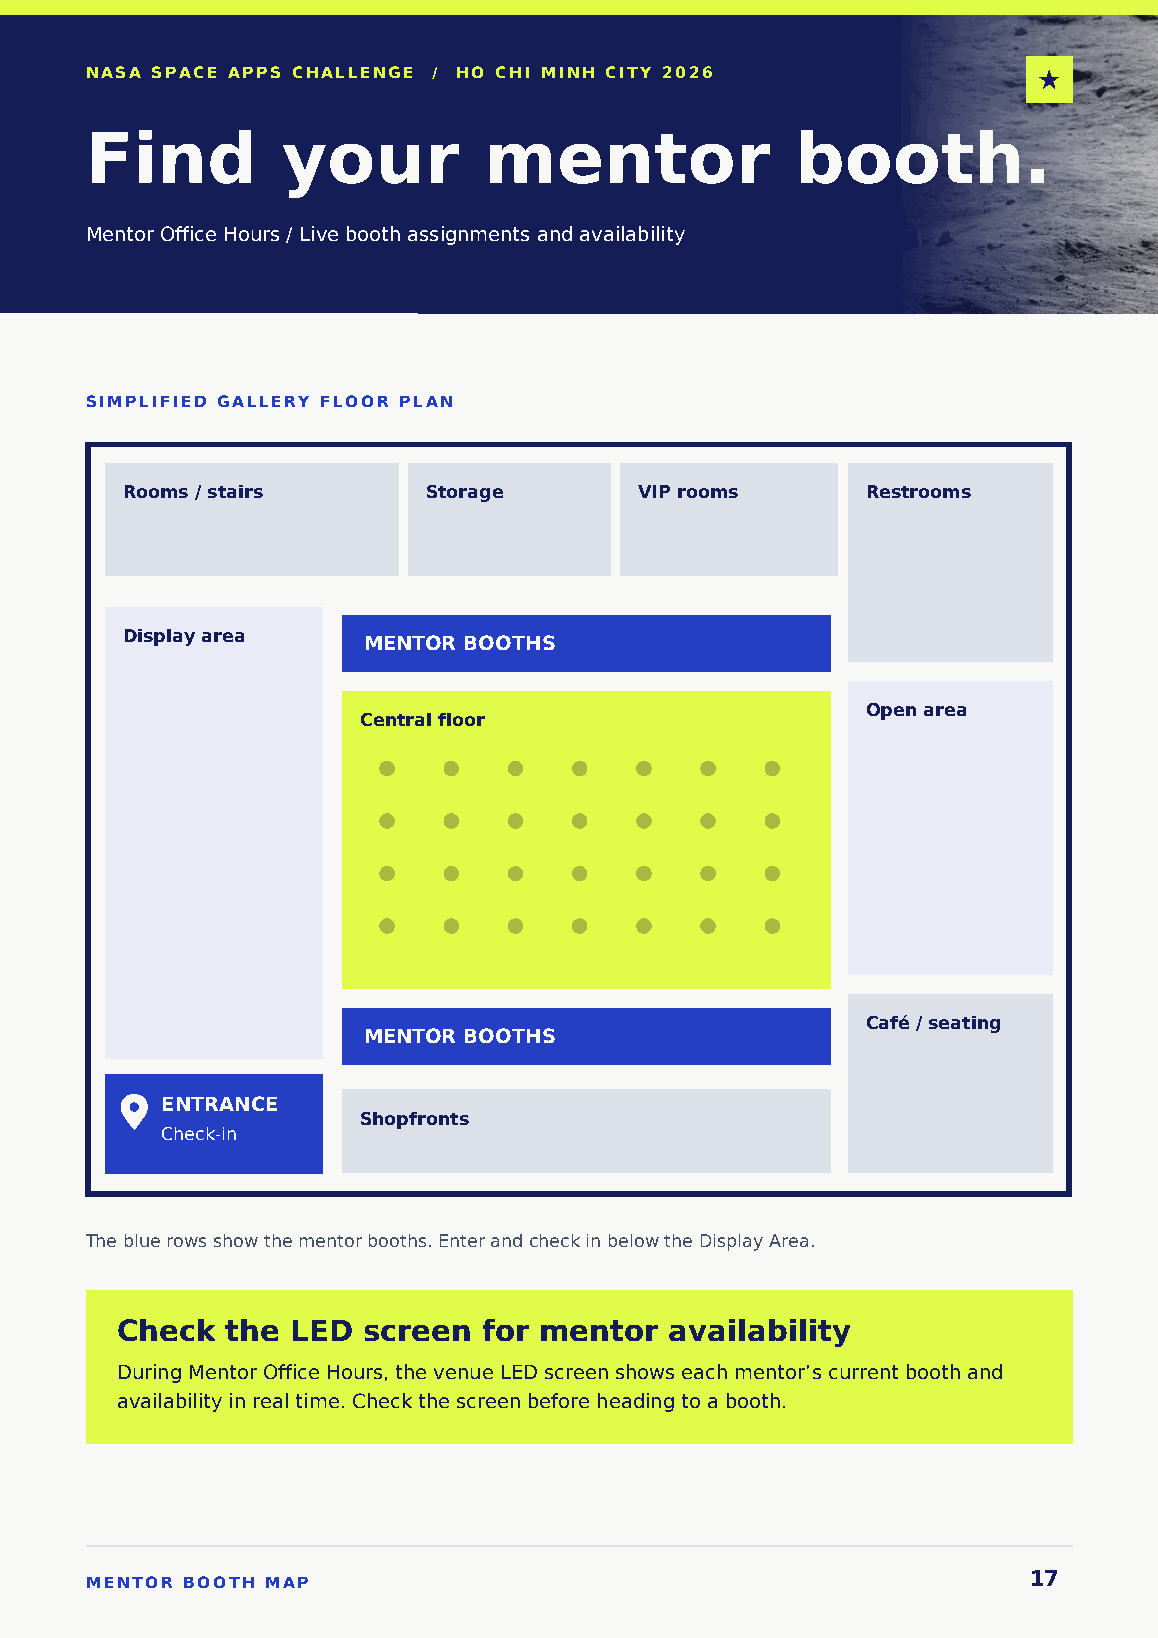 NASA SPACE APPS CHALLENGE / HO CHI MINH CITY 2026
Find your mentor booth.
Mentor Office Hours / Live booth assignments and availability
SIMPLIFIED GALLERY FLOOR PLAN
Rooms / stairs
Storage
VIP rooms
Restrooms
Display area
MENTOR BOOTHS
Central floor
Open area
MENTOR BOOTHS
Café / seating
ENTRANCE
Check-in
Shopfronts
The blue rows show the mentor booths. Enter and check in below the Display Area.
Check the LED screen for mentor availability
During Mentor Office Hours, the venue LED screen shows each mentor’s current booth and
availability in real time. Check the screen before heading to a booth.
MENTOR BOOTH MAP
17